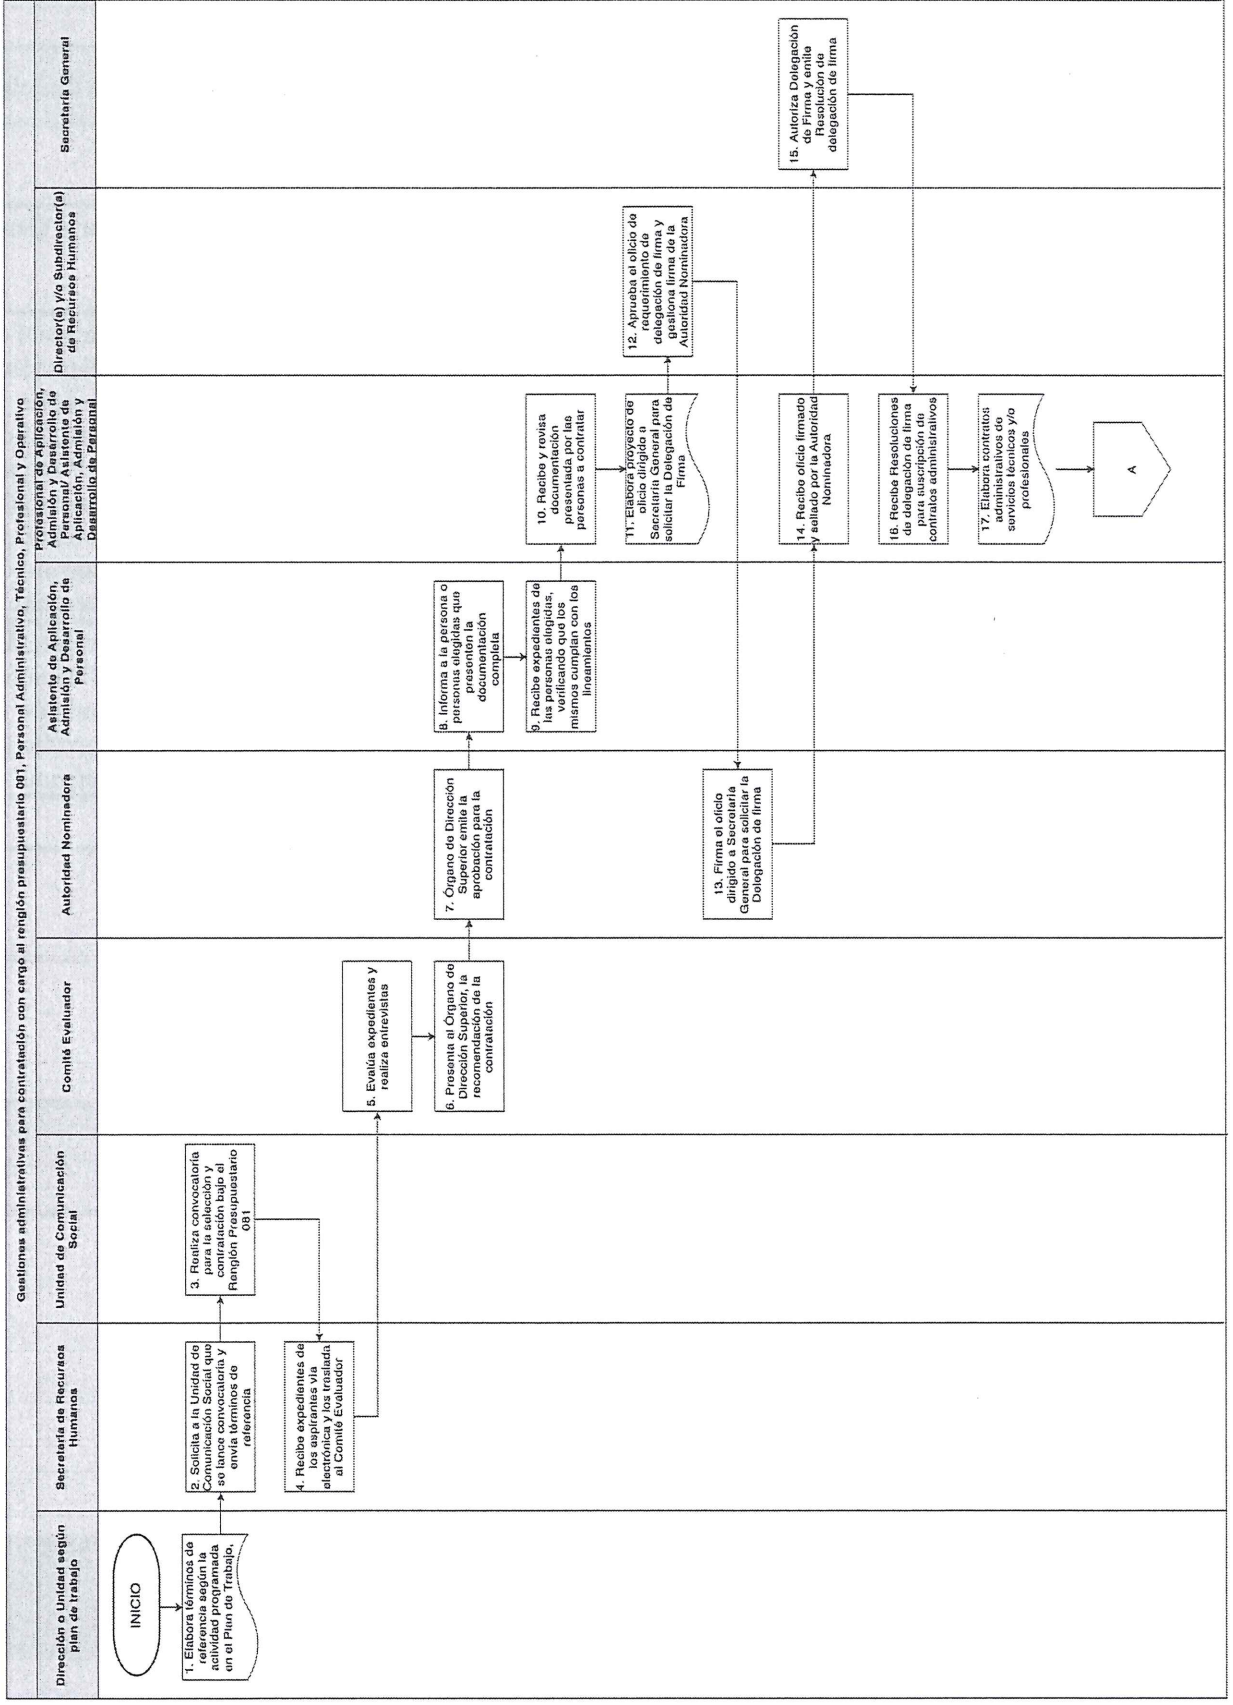 Gestiones administrativas para contratación con cargo al renglón presupuestario 081, Personal Administrativo, Técnico, Profesional y Operativo
Dirección o Unidad según
plan de trabajo
Secretaría de Recursos
Humanos
Unidad de Comunicación
Social
Comité Evaluador
Autoridad Nominadora
Asistente de Aplicación,
Admisión y Desarrollo de
Personal
Profesional de Aplicación,
Admisión y Desarrollo de
Personal/ Asistente de
Aplicación, Admisión y
Desarrollo de Personal
Director(a) y/o Subdirector(a)
de Recursos Humanos
Secretaría General
INICIO
1. Elabora términos de
referencia según la
actividad programada
en el Plan de Trabajo,
2. Solicita a la Unidad de
Comunicación Social que
se lance convocatoria y
envía términos de
referencia
3. Realiza convocatoria
para la selección y
contratación bajo el
Renglón Presupuestario
081
4. Recibe expedientes de
los aspirantes vía
electrónica y los traslada
al Comité Evaluador
5. Evalúa expedientes y
realiza entrevistas
6. Presenta al Órgano de
Dirección Superior, la
recomendación de la
contratación
7. Órgano de Dirección
Superior emite la
aprobación para la
contratación
8. Informa a la persona o
personas elegidas que
presenten la
documentación
completa
9. Recibe expedientes de
las personas elegidas,
verificando que los
mismos cumplan con los
lineamientos
10. Recibe y revisa
documentación
presentada por las
personas a contratar
11. Elabora proyecto de
oficio dirigido a
Secretaria General para
solicitar la Delegación de
Firma
12. Aprueba el oficio de
requerimiento de
delegación de firma y
gestiona firma de la
Autoridad Nominadora
13. Firma el oficio
dirigido a Secretaria
General para solicitar la
Delegación de firma
14. Recibe oficio firmado
y sellado por la Autoridad
Nominadora
15. Autoriza Delegación
de Firma y emite
Resolución de
delegación de firma
16. Recibe Resoluciones
de delegación de firma
para suscripción de
contratos administrativos
17. Elabora contratos
administrativos de
servicios técnicos y/o
profesionales
A